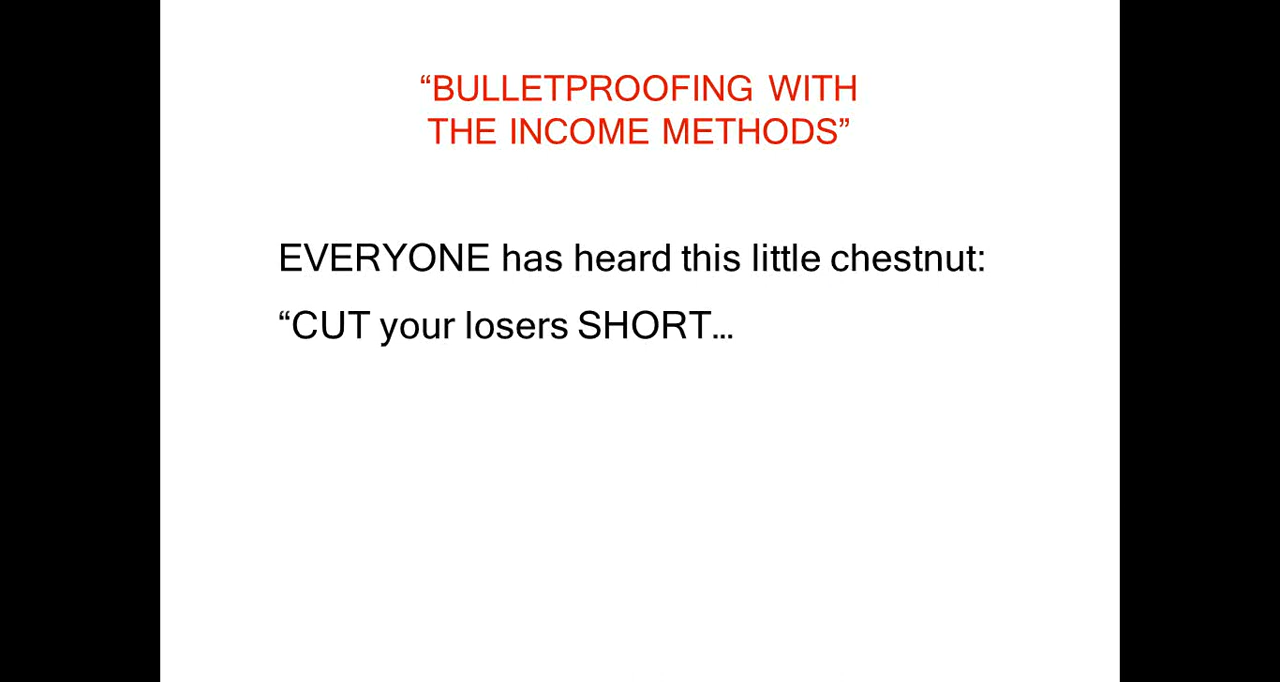 “BULLETPROOFING WITH
THE INCOME METHODS”
EVERYONE has heard this little chestnut:
“CUT your losers SHORT...